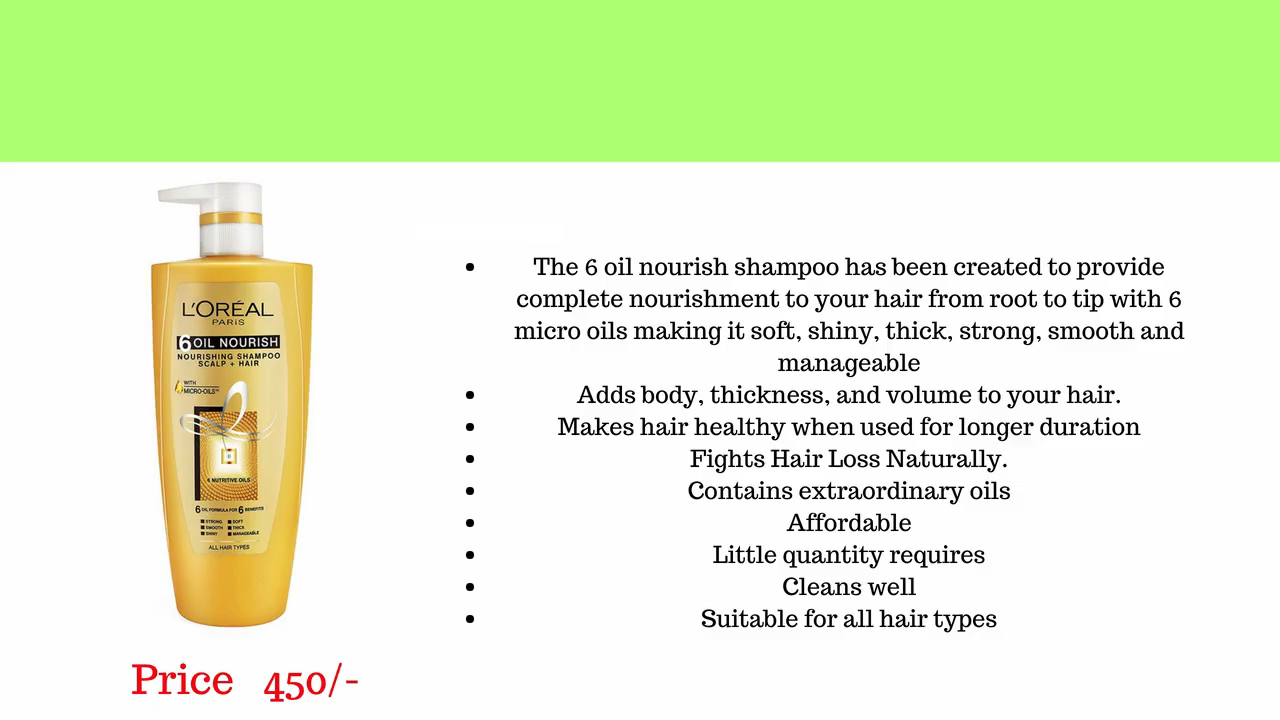 L'ORÉAL
PARIS
6 OIL NOURISH
NOURISHING SHAMPOO
SCALP + HAIR
WITH
MICRO-OILS™
6 NUTRITIVE OILS
6 OIL FORMULA FOR 6 BENEFITS
STRONG SOFT
SMOOTH THICK
SHINY MANAGEABLE
ALL HAIR TYPES
Price 450/-
• The 6 oil nourish shampoo has been created to provide
complete nourishment to your hair from root to tip with 6
micro oils making it soft, shiny, thick, strong, smooth and
manageable
• Adds body, thickness, and volume to your hair.
• Makes hair healthy when used for longer duration
• Fights Hair Loss Naturally.
• Contains extraordinary oils
• Affordable
• Little quantity requires
• Cleans well
• Suitable for all hair types